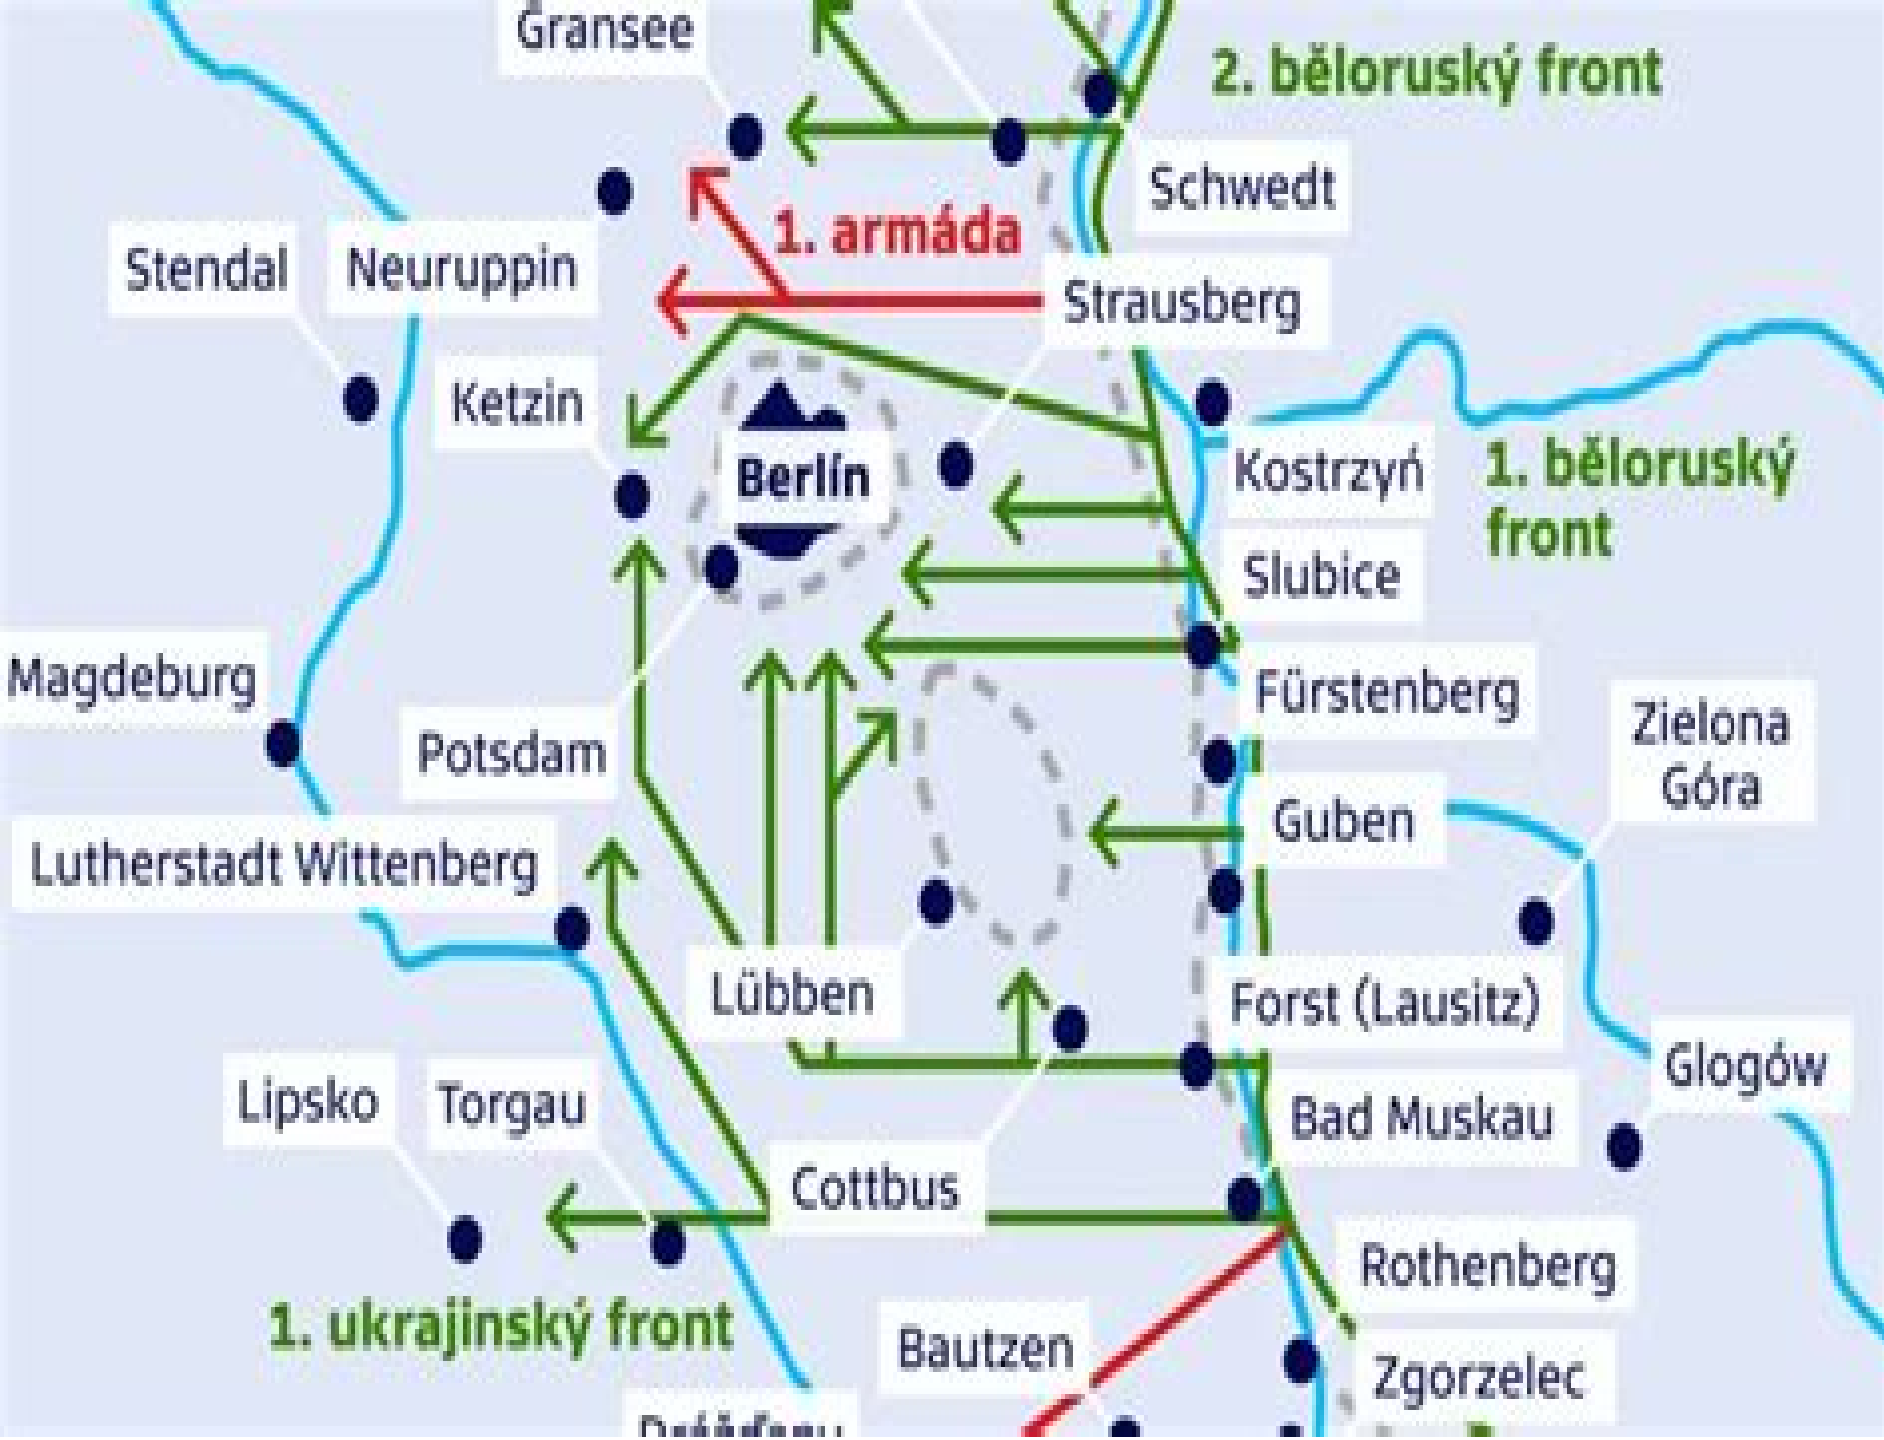 Gransee
2. běloruský front
Schwedt
1. armáda
Stendal
Neuruppin
Strausberg
Ketzin
Berlín
Kostrzyń
1. běloruský
front
Slubice
Magdeburg
Fürstenberg
Zielona
Góra
Potsdam
Guben
Lutherstadt Wittenberg
Lübben
Forst (Lausitz)
Glogów
Lipsko
Torgau
Bad Muskau
Cottbus
Rothenberg
1. ukrajinský front
Bautzen
Zgorzelec